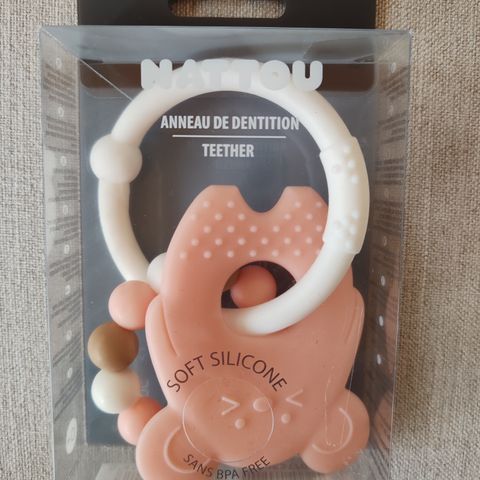 NATTOU
ANNEAU DE DENTITION
TEETHER
SOFT SILICONE
SANS BPA FREE